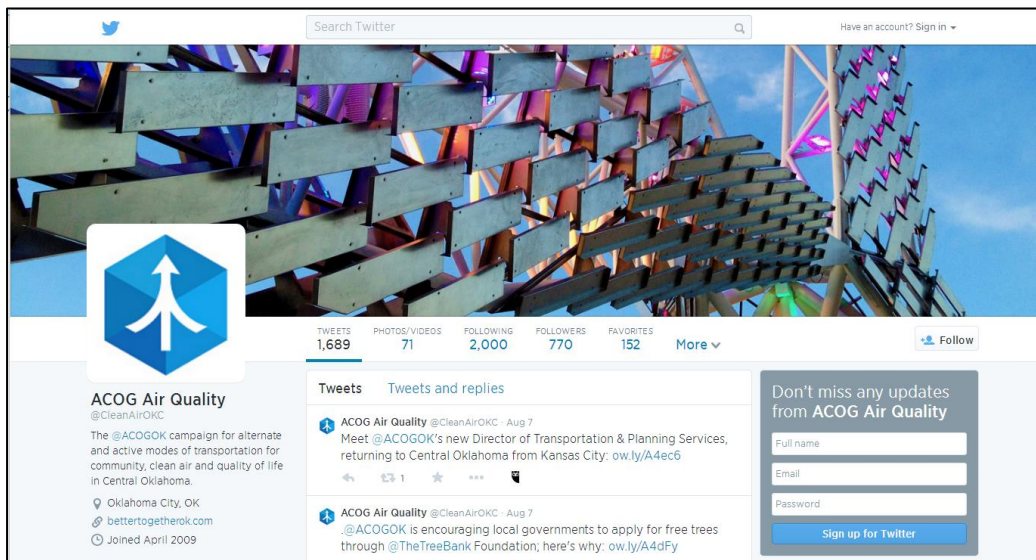 Search Twitter
Have an account? Sign in
TWEETS
1,689
PHOTOS/VIDEOS
71
FOLLOWING
2,000
FOLLOWERS
770
FAVORITES
152
More
Follow
ACOG Air Quality
@CleanAirOKC
The @ACOGOK campaign for alternate
and active modes of transportation for
community, clean air and quality of life
in Central Oklahoma.
Oklahoma City, OK
bettertogetherok.com
Joined April 2009
Tweets Tweets and replies
ACOG Air Quality @CleanAirOKC · Aug 7
Meet @ACOGOK's new Director of Transportation & Planning Services,
returning to Central Oklahoma from Kansas City: ow.ly/A4ec6
1
ACOG Air Quality @CleanAirOKC · Aug 7
.@ACOGOK is encouraging local governments to apply for free trees
through @TheTreeBank Foundation; here's why: ow.ly/A4dFy
Don't miss any updates
from ACOG Air Quality
Full name
Email
Password
Sign up for Twitter